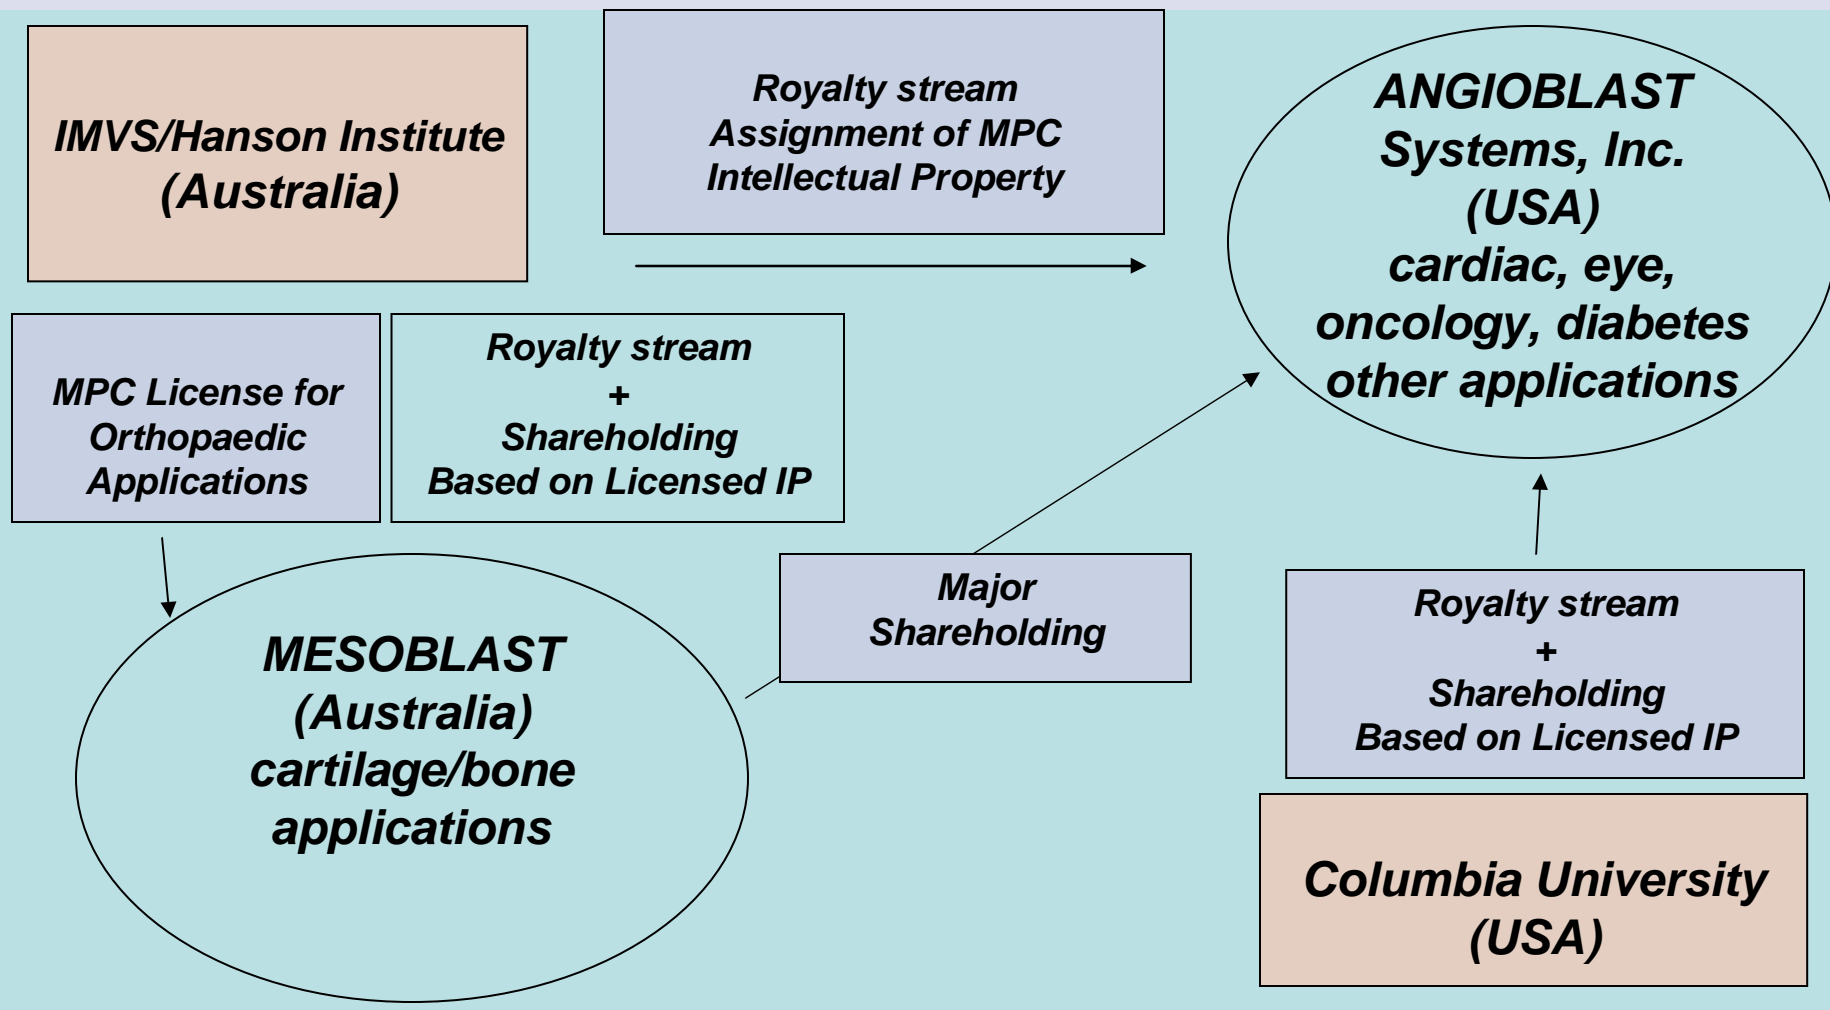 IMVS/Hanson Institute
(Australia)
Royalty stream
Assignment of MPC
Intellectual Property
ANGIOBLAST
Systems, Inc.
(USA)
cardiac, eye,
oncology, diabetes
other applications
MPC License for
Orthopaedic
Applications
Royalty stream
+
Shareholding
Based on Licensed IP
MESOBLAST
(Australia)
cartilage/bone
applications
Major
Shareholding
Royalty stream
+
Shareholding
Based on Licensed IP
Columbia University
(USA)